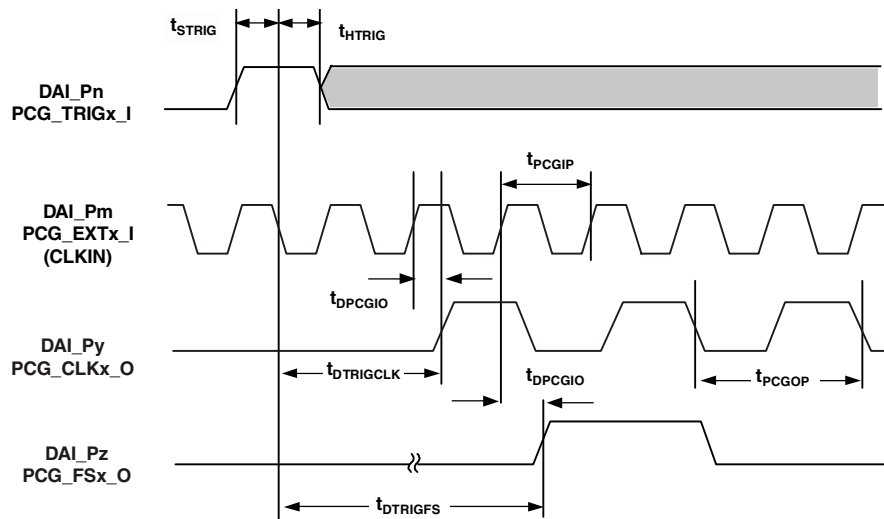 tSTRIG
tHTRIG
DAI_Pn
PCG_TRIGx_I
tPCGIP
DAI_Pm
PCG_EXTx_I
(CLKIN)
tDPCGIO
DAI_Py
PCG_CLKx_O
tDTRIGCLK
tDPCGIO
tPCGOP
DAI_Pz
PCG_FSx_O
tDTRIGFS